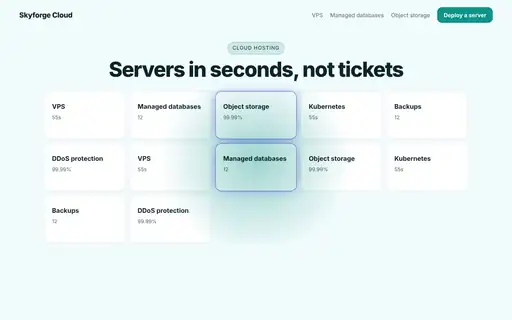 Skyforge Cloud
VPS Managed databases Object storage Deploy a server
CLOUD HOSTING
Servers in seconds, not tickets
VPS Managed databases Object storage Kubernetes Backups
55s 12 99.99% 55s 12
DDoS protection VPS Managed databases Object storage Kubernetes
99.99% 55s 12 99.99% 55s
Backups DDoS protection
12 99.99%